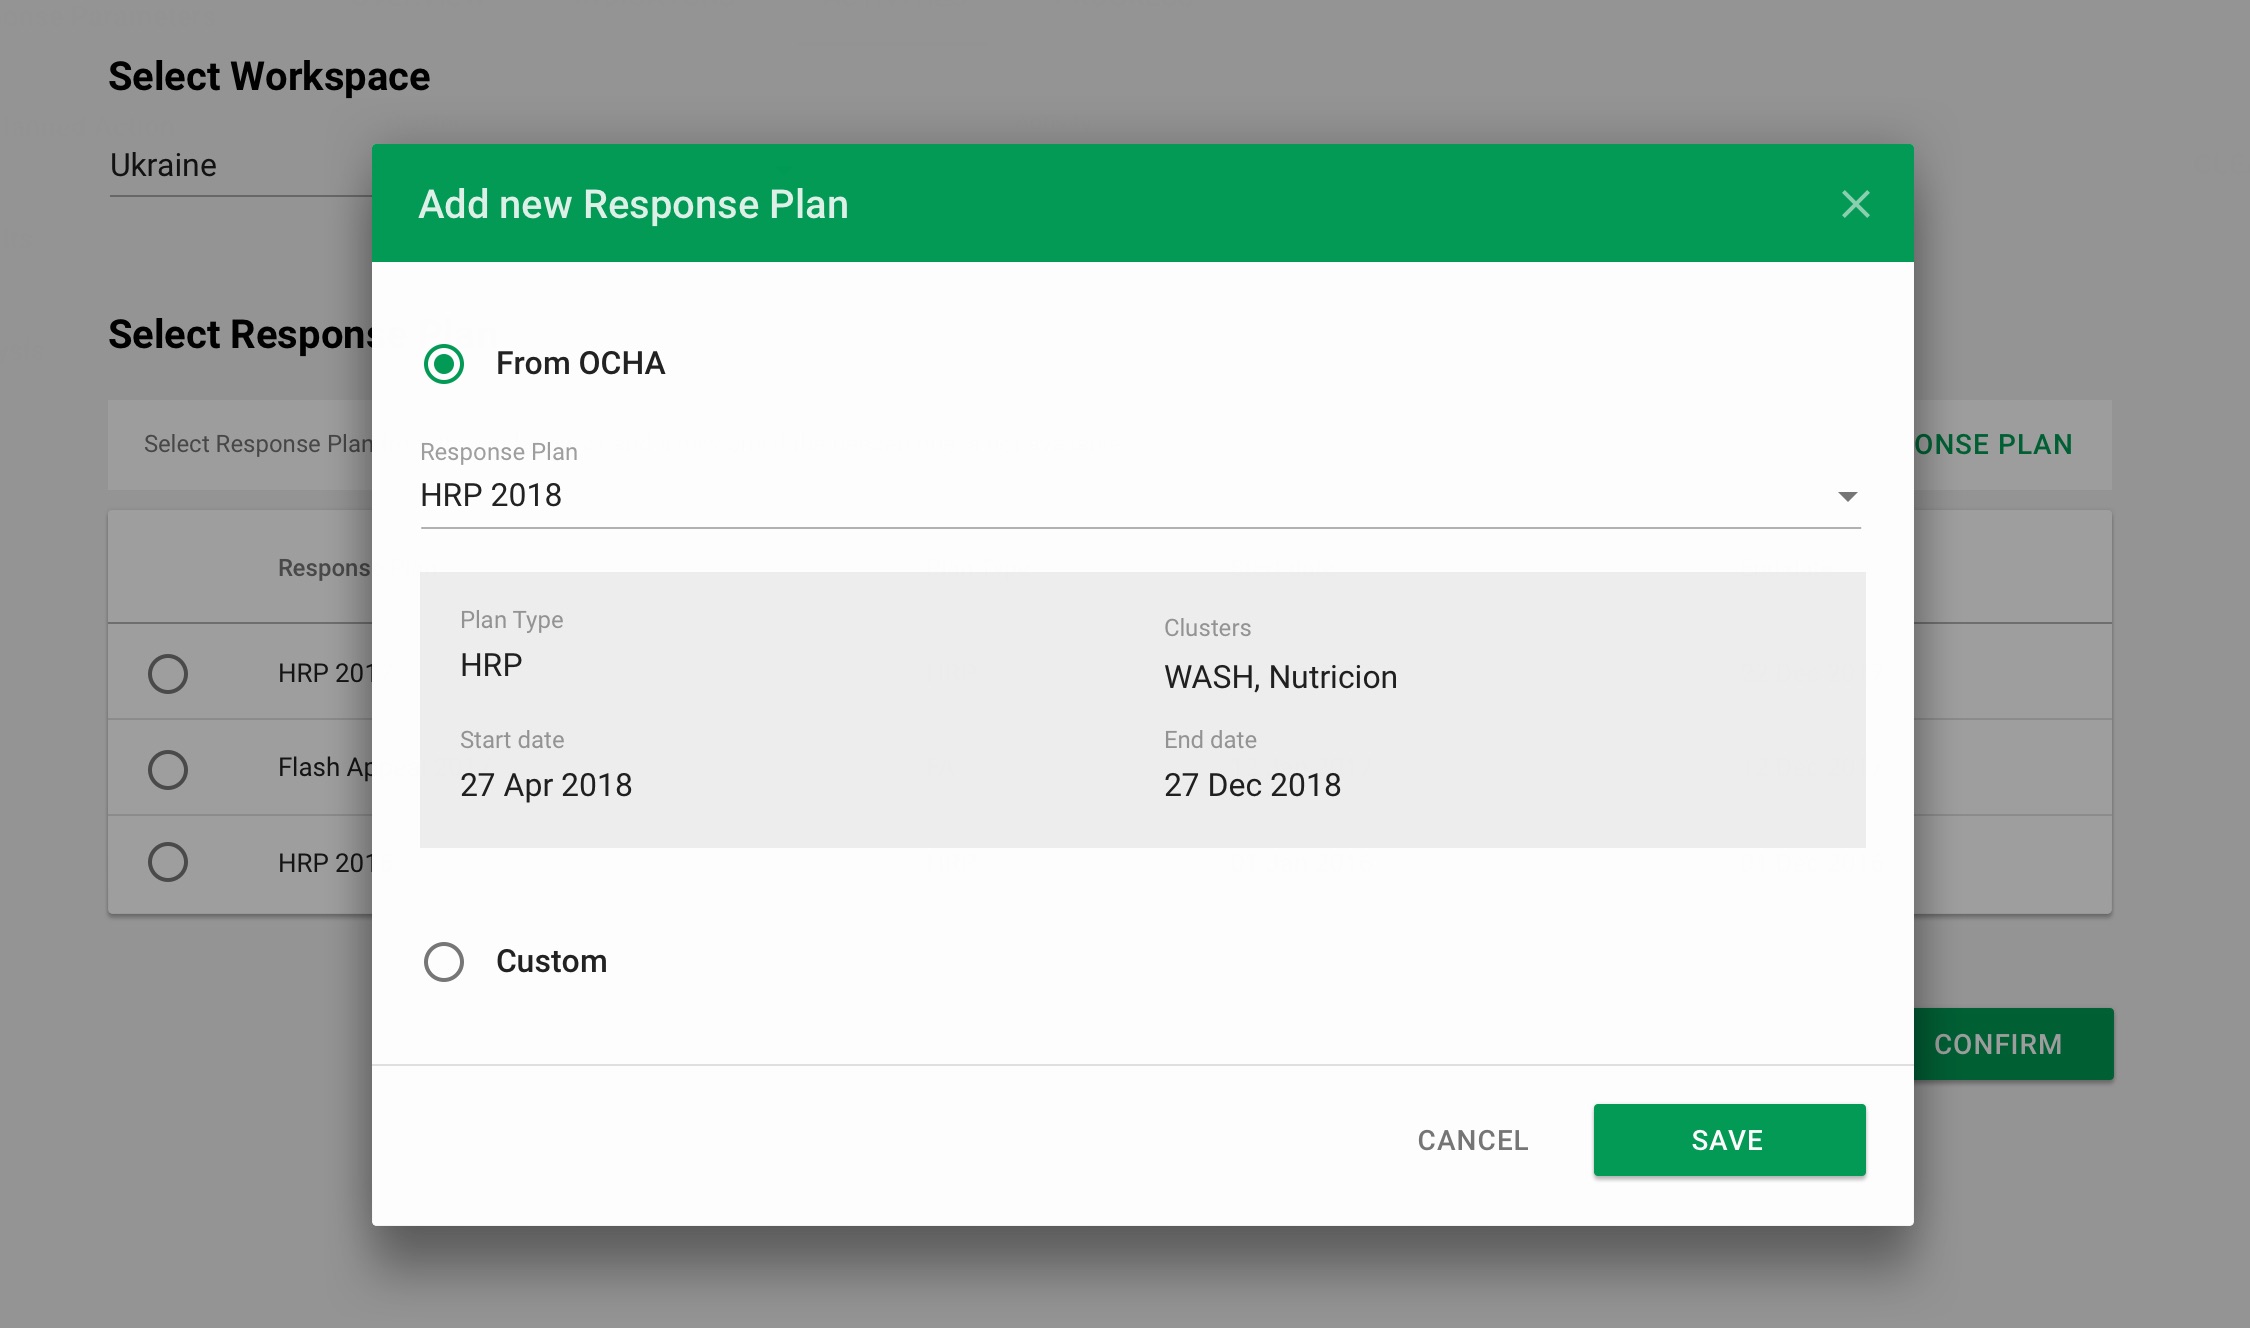 Select Workspace
Ukraine
Add new Response Plan
Select Respons
From OCHA
Select Response Plan
ONSE PLAN
Response Plan
HRP 2018
Respons
Plan Type
HRP
Clusters
WASH, Nutricion
HRP 201
Start date
27 Apr 2018
End date
27 Dec 2018
Flash Ap
HRP 201
Custom
CONFIRM
CANCEL
SAVE